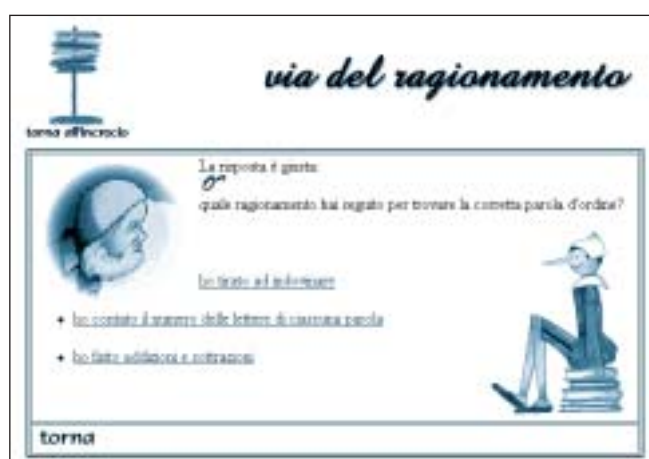 via del ragionamento
torna all'incrocio
La risposta è giusta
quale ragionamento hai seguito per trovare la corretta parola d'ordine?
ho tirato ad indovinare
ho contato il numero delle lettere di ciascuna parola
ho fatto addizioni e sottrazioni
torna